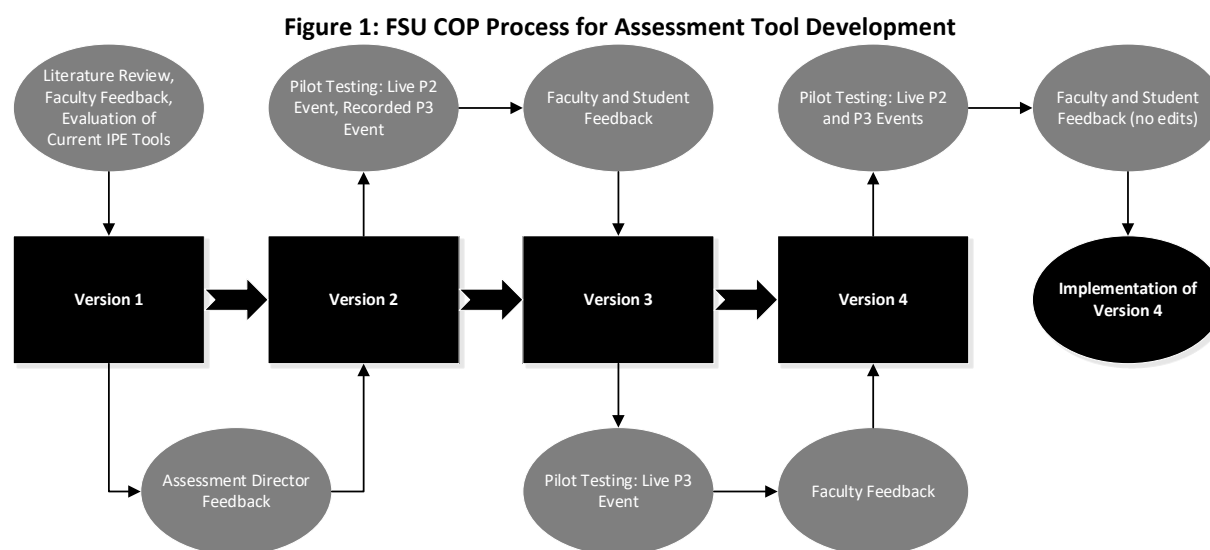 Figure 1: FSU COP Process for Assessment Tool Development
Literature Review,
Faculty Feedback,
Evaluation of
Current IPE Tools
Pilot Testing: Live P2
Event, Recorded P3
Event
Faculty and Student
Feedback
Pilot Testing: Live P2
and P3 Events
Faculty and Student
Feedback (no edits)
Version 1
Version 2
Version 3
Version 4
Implementation of
Version 4
Assessment Director
Feedback
Pilot Testing: Live P3
Event
Faculty Feedback